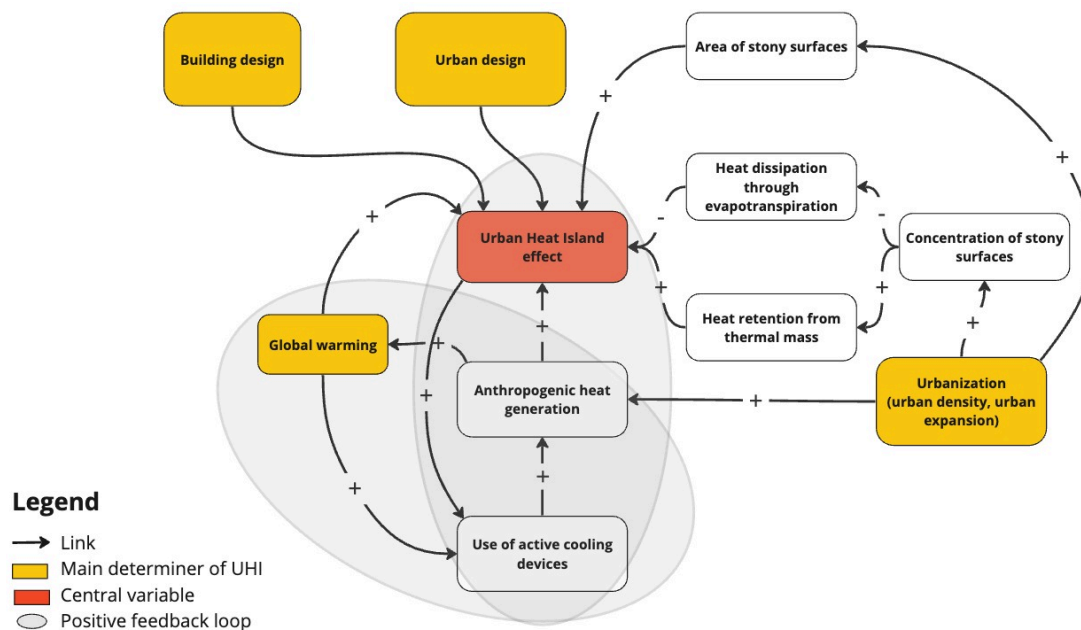 Building design
Urban design
Area of stony surfaces
+
+
Heat dissipation
through
evapotranspiration
-
-
Urban Heat Island
effect
Concentration of stony
surfaces
+
+
+
Heat retention from
thermal mass
+
+
Global warming
+
Anthropogenic heat
generation
+
+
Urbanization
(urban density, urban
expansion)
+
+
Use of active cooling
devices
Legend
Link
Main determiner of UHI
Central variable
Positive feedback loop